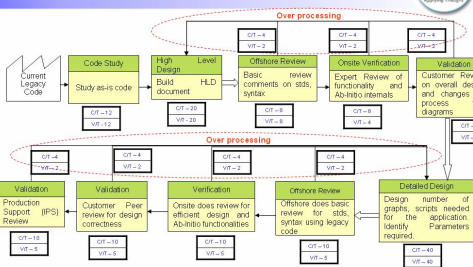 Over processing
C/T – 4
V/T – 2
C/T – 4
V/T – 2
C/T – 4
V/T – 2
Current
Legacy
Code
Code Study
Study as-is code
C/T – 12
V/T – 12
High Level
Design
Build HLD
document
C/T – 20
V/T – 20
Offshore Review
Basic review
comments on stds,
syntax
C/T – 8
V/T – 8
Onsite Verification
Expert Review of
functionality and
Ab-Initio internals
C/T – 8
V/T – 4
Validation
Customer
on overall
and changes
process
diagrams
Over processing
C/T – 4
V/T – 2
C/T – 4
V/T – 2
C/T – 4
V/T – 2
C/T – 4
V/T – 2
Validation
Production
Support (IPS)
Review
C/T – 10
V/T – 5
Validation
Customer Peer
review for design
correctness
C/T – 10
V/T – 5
Verification
Onsite does review for
efficient design and
Ab-Initio functionalities
C/T – 10
V/T – 5
Offshore Review
Offshore does basic
review for stds,
syntax using legacy
code
C/T – 10
V/T – 5
Detailed Design
Design number of
graphs, scripts needed
for the application.
Identify Parameters
required.
C/T – 40
V/T – 40